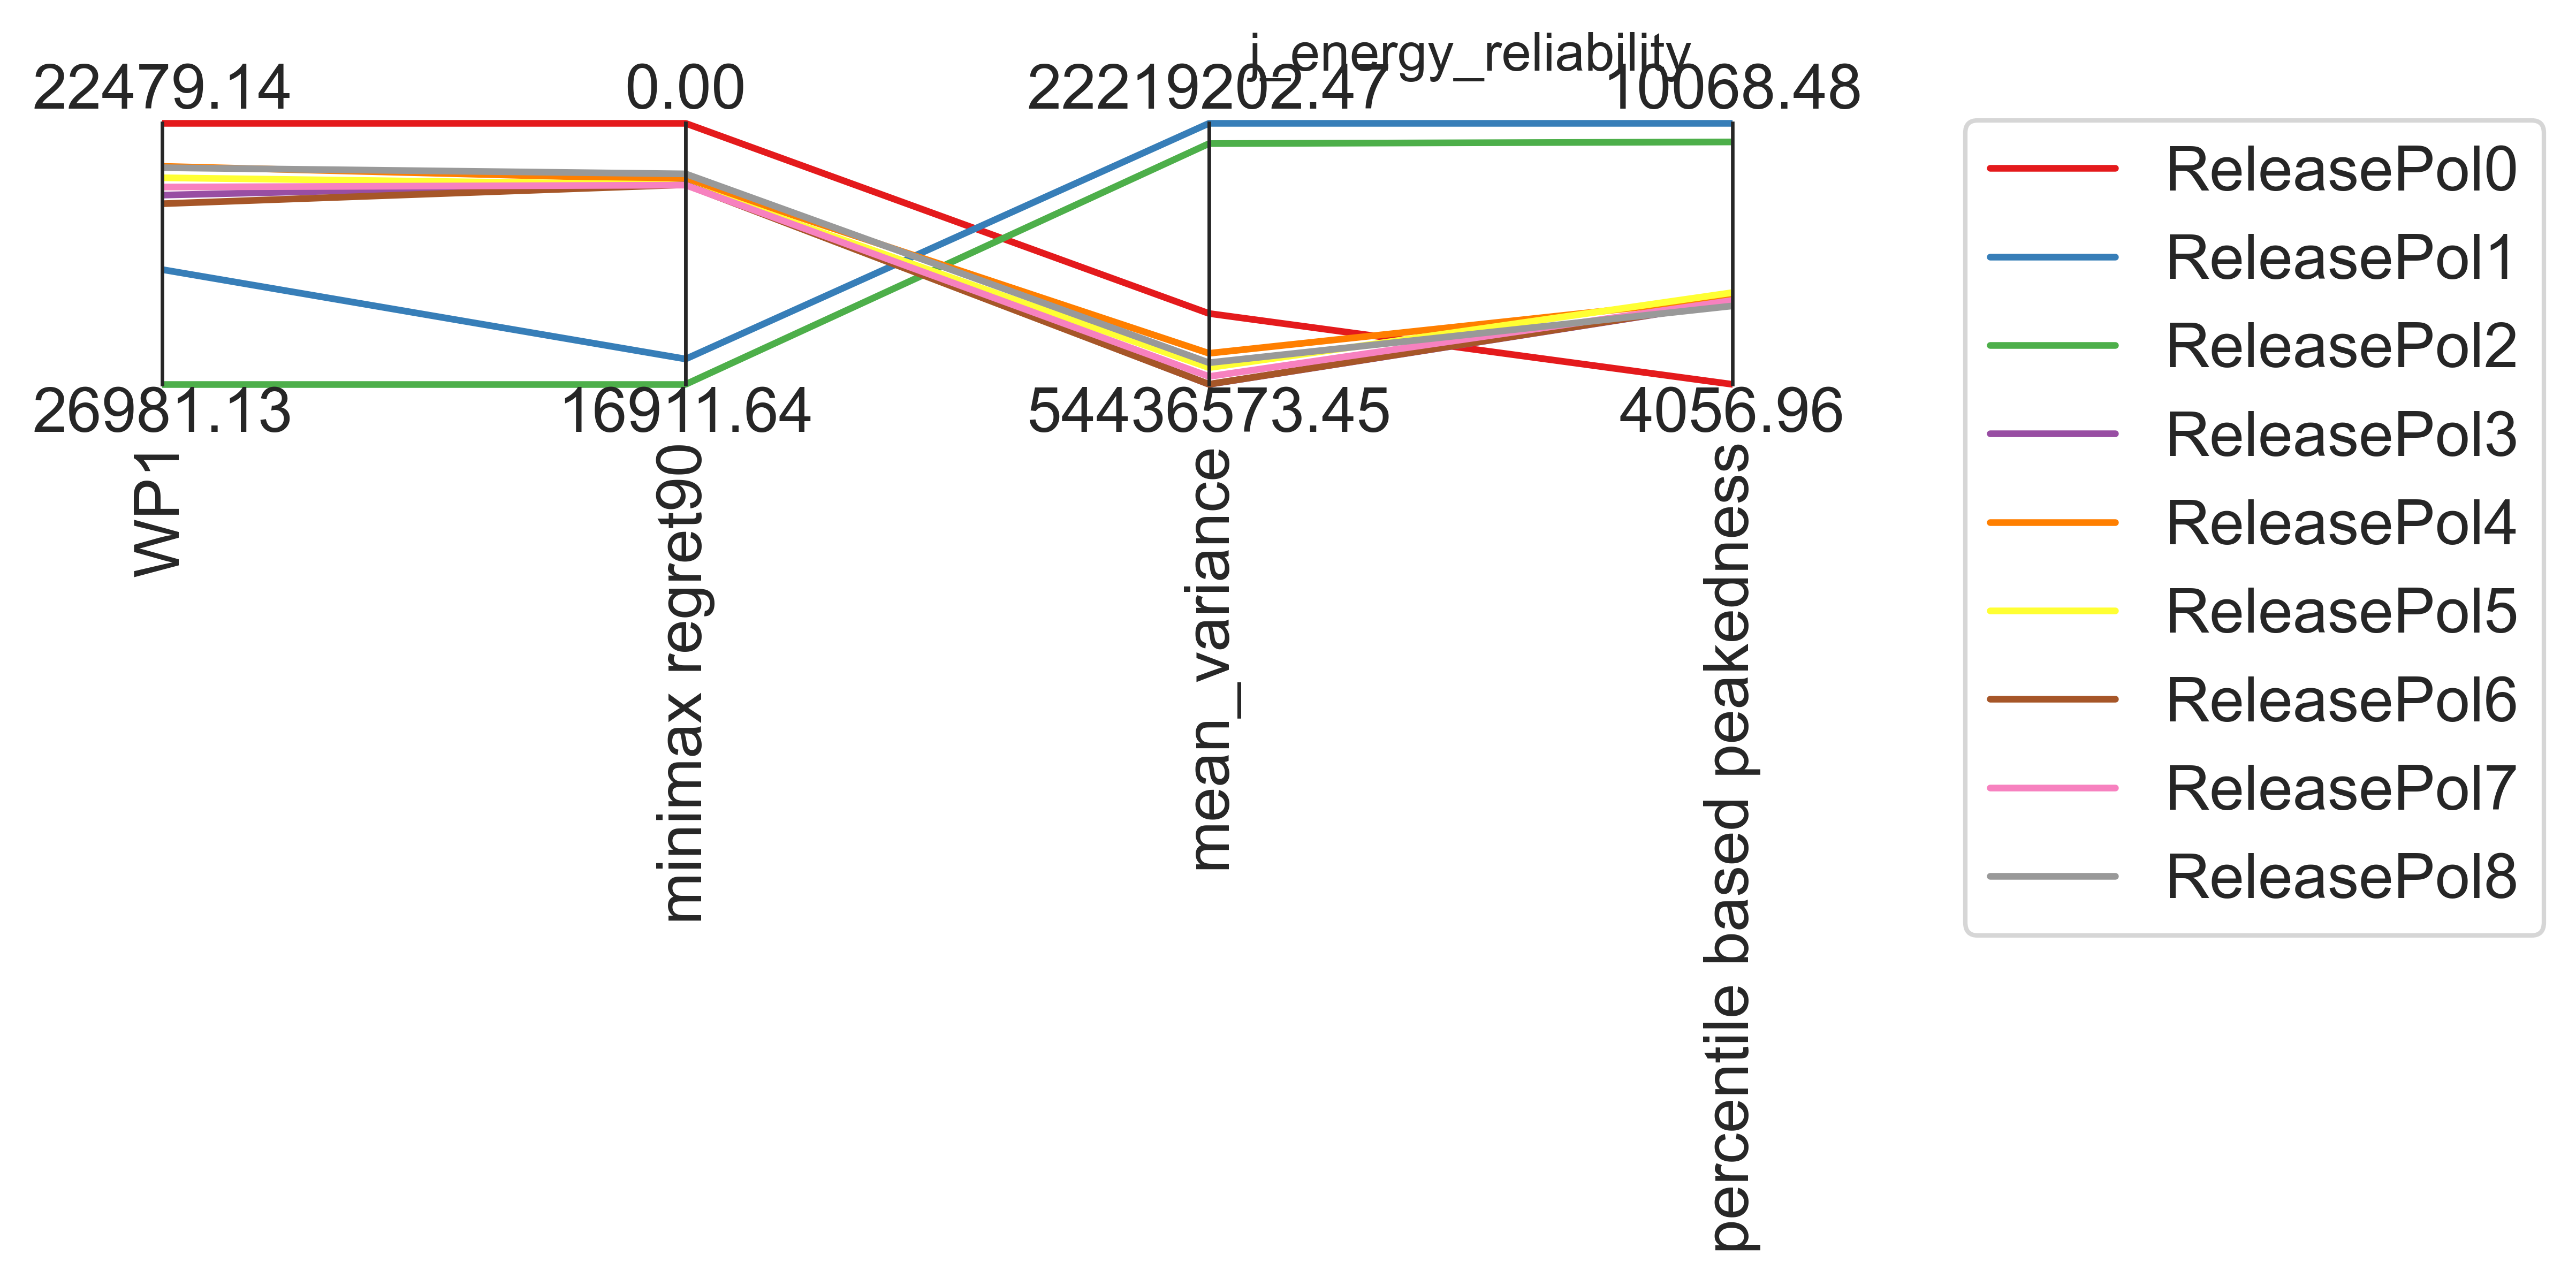 j_energy_reliability
22479.14
0.00
22219202.47
10068.48
26981.13
16911.64
54436573.45
4056.96
WP1
minimax regret90
mean_variance
percentile based peakedness
ReleasePol0
ReleasePol1
ReleasePol2
ReleasePol3
ReleasePol4
ReleasePol5
ReleasePol6
ReleasePol7
ReleasePol8